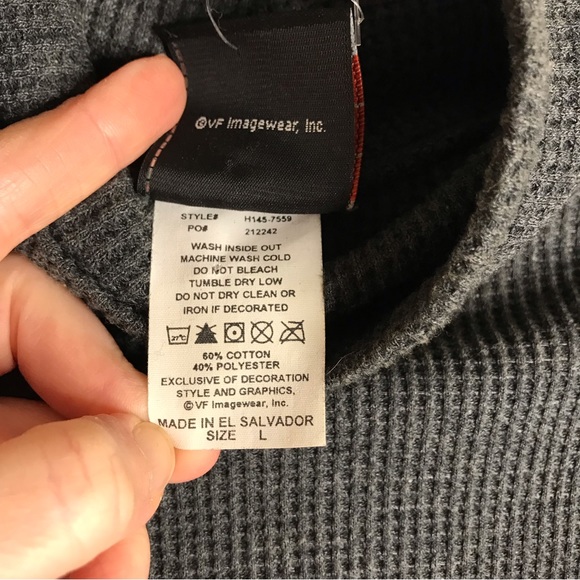 ©VF Imagewear, Inc.
STYLE# H145-7559
PO# 212242
WASH INSIDE OUT
MACHINE WASH COLD
DO NOT BLEACH
TUMBLE DRY LOW
DO NOT DRY CLEAN OR
IRON IF DECORATED
27°C
60% COTTON
40% POLYESTER
EXCLUSIVE OF DECORATION
STYLE AND GRAPHICS,
©VF Imagewear, Inc.
MADE IN EL SALVADOR
SIZE L